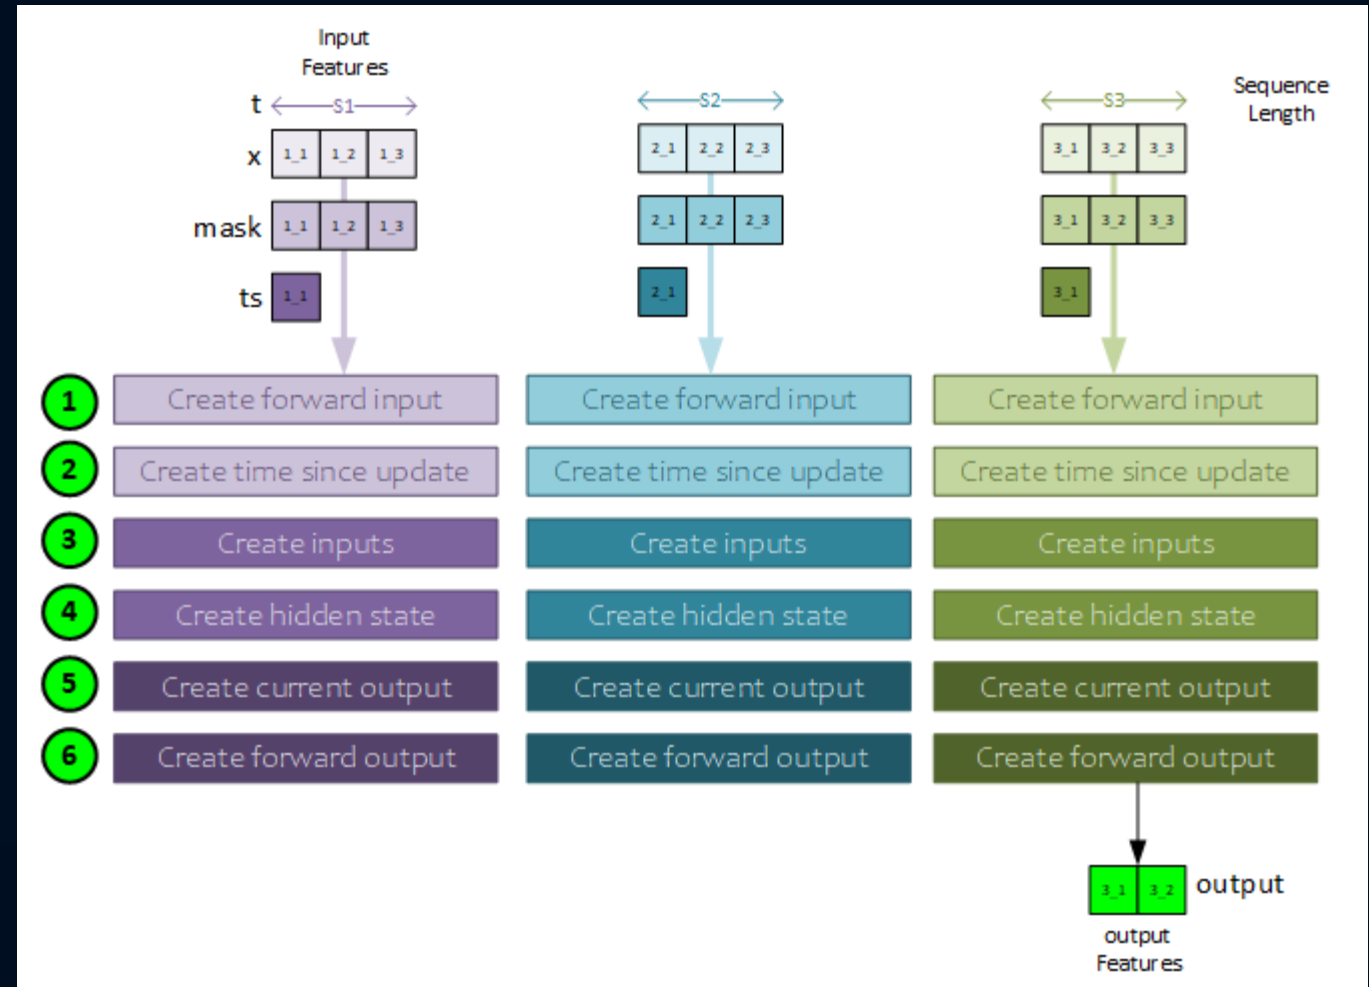 Input
Features
Sequence
Length
t S1 S2 S3
x 1_1 1_2 1_3 2_1 2_2 2_3 3_1 3_2 3_3
mask 1_1 1_2 1_3 2_1 2_2 2_3 3_1 3_2 3_3
ts 1_1 2_1 3_1
1 Create forward input Create forward input Create forward input
2 Create time since update Create time since update Create time since update
3 Create inputs Create inputs Create inputs
4 Create hidden state Create hidden state Create hidden state
5 Create current output Create current output Create current output
6 Create forward output Create forward output Create forward output
3_1 3_2 output
output
Features